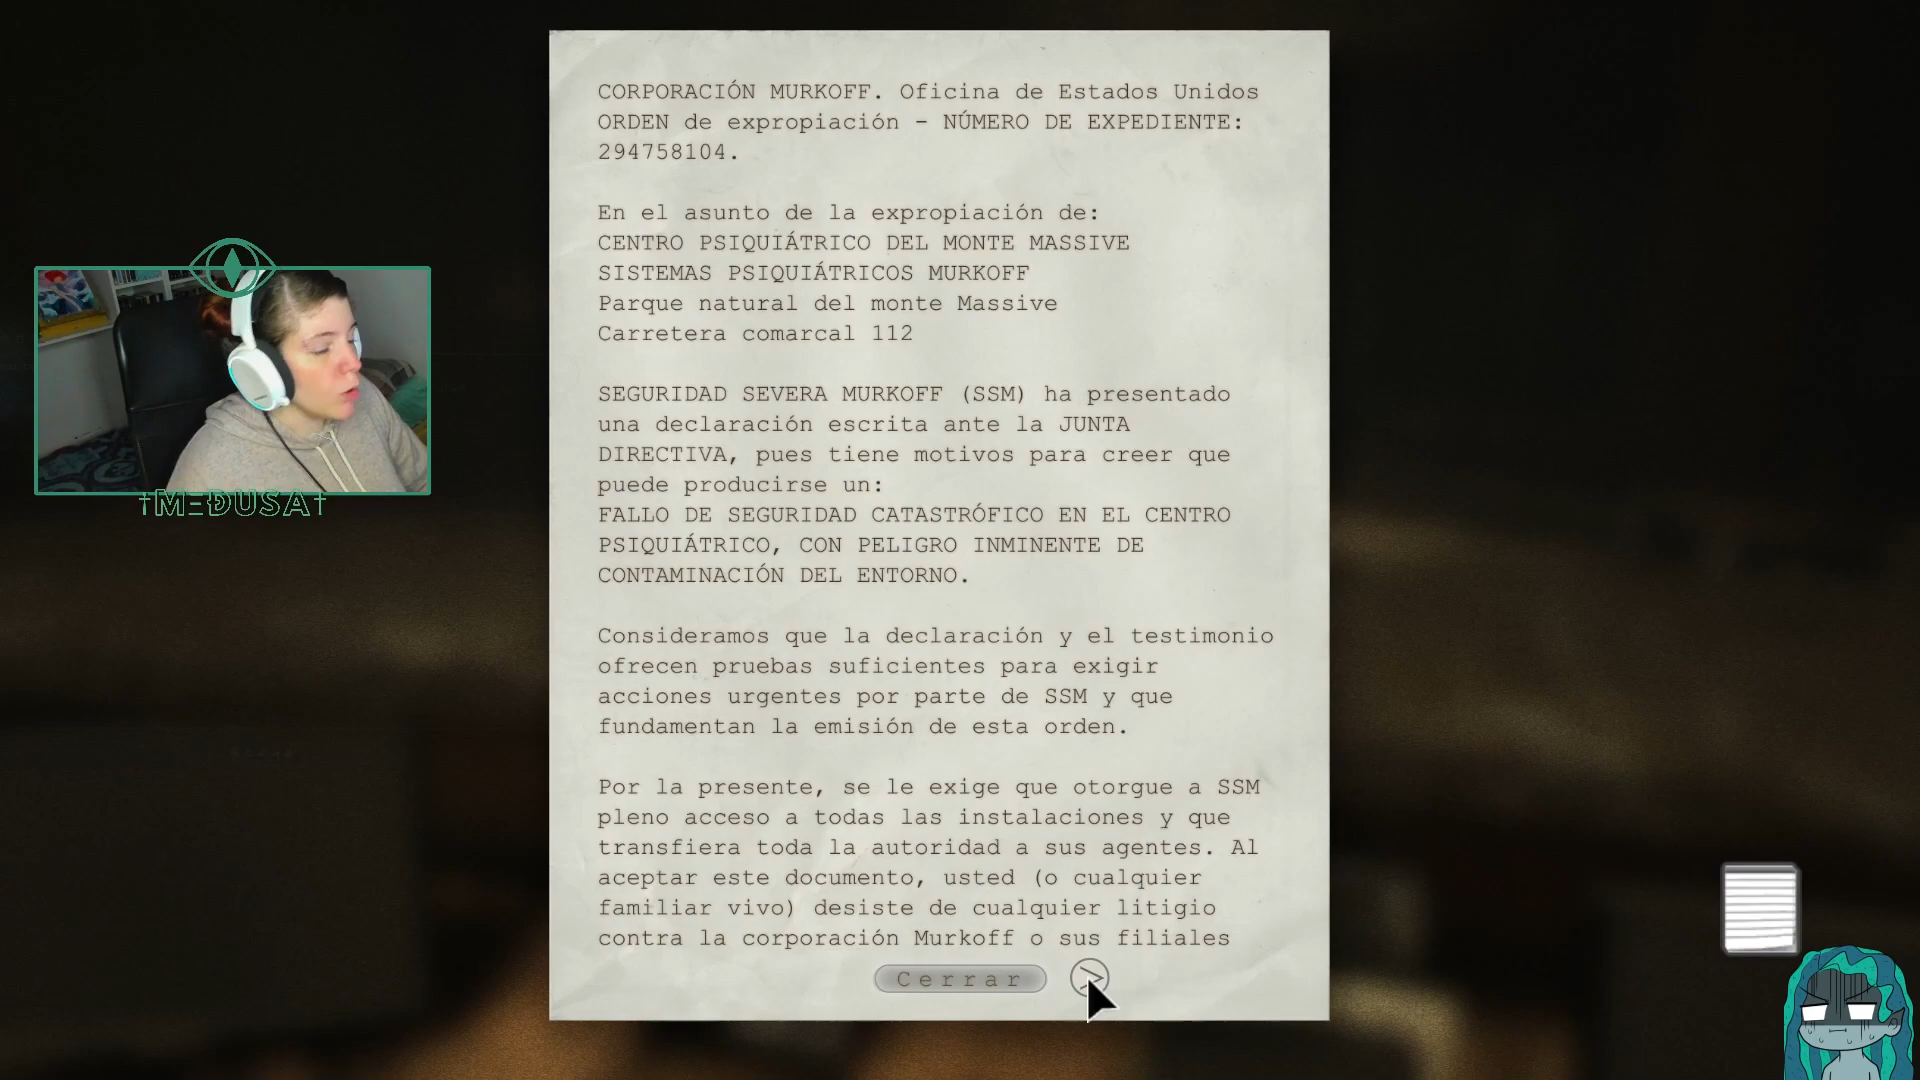 CORPORACIÓN MURKOFF. Oficina de Estados Unidos
ORDEN de expropiación - NÚMERO DE EXPEDIENTE:
294758104.
En el asunto de la expropiación de:
CENTRO PSIQUIÁTRICO DEL MONTE MASSIVE
SISTEMAS PSIQUIÁTRICOS MURKOFF
Parque natural del monte Massive
Carretera comarcal 112
SEGURIDAD SEVERA MURKOFF (SSM) ha presentado
una declaración escrita ante la JUNTA
DIRECTIVA, pues tiene motivos para creer que
puede producirse un:
FALLO DE SEGURIDAD CATASTRÓFICO EN EL CENTRO
PSIQUIÁTRICO, CON PELIGRO INMINENTE DE
CONTAMINACIÓN DEL ENTORNO.
Consideramos que la declaración y el testimonio
ofrecen pruebas suficientes para exigir
acciones urgentes por parte de SSM y que
fundamentan la emisión de esta orden.
Por la presente, se le exige que otorgue a SSM
pleno acceso a todas las instalaciones y que
transfiera toda la autoridad a sus agentes. Al
aceptar este documento, usted (o cualquier
familiar vivo) desiste de cualquier litigio
contra la corporación Murkoff o sus filiales
Cerrar >
†MΞÐUSA†